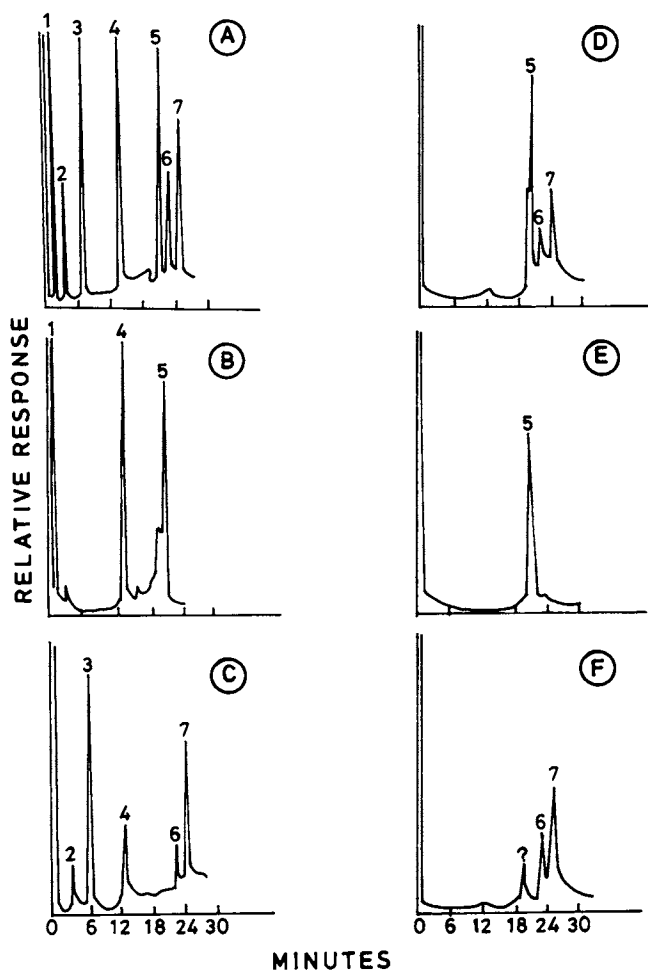 1 3 4 5 A
2 6 7
1 4 5 B
3 7 C
2 4 6
0 6 12 18 24 30
5 D
6 7
5 E
7 F
? 6
0 6 12 18 24 30
RELATIVE RESPONSE
MINUTES